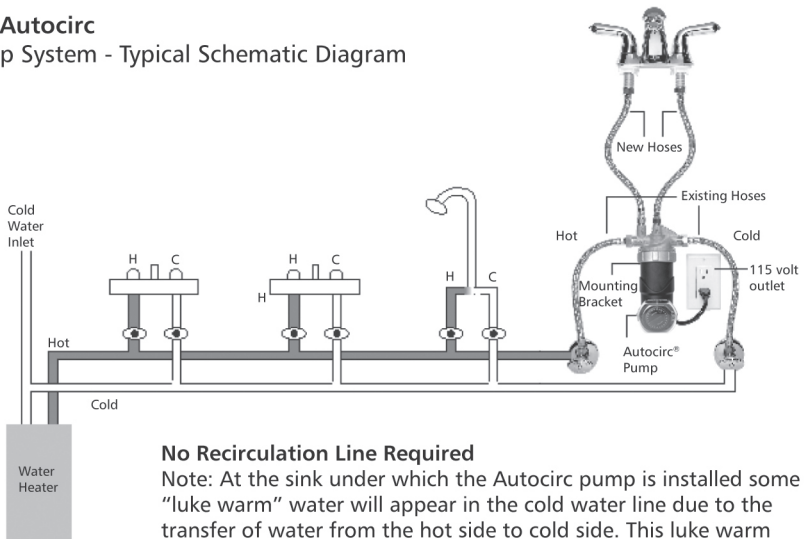 Autocirc
p System - Typical Schematic Diagram
New Hoses
Existing Hoses
Hot
Cold
Cold
Water
Inlet
H
C
H
C
H
H
C
Mounting
Bracket
115 volt
outlet
Hot
Autocirc®
Pump
Cold
Water
Heater
No Recirculation Line Required
Note: At the sink under which the Autocirc pump is installed some
“luke warm” water will appear in the cold water line due to the
transfer of water from the hot side to cold side. This luke warm